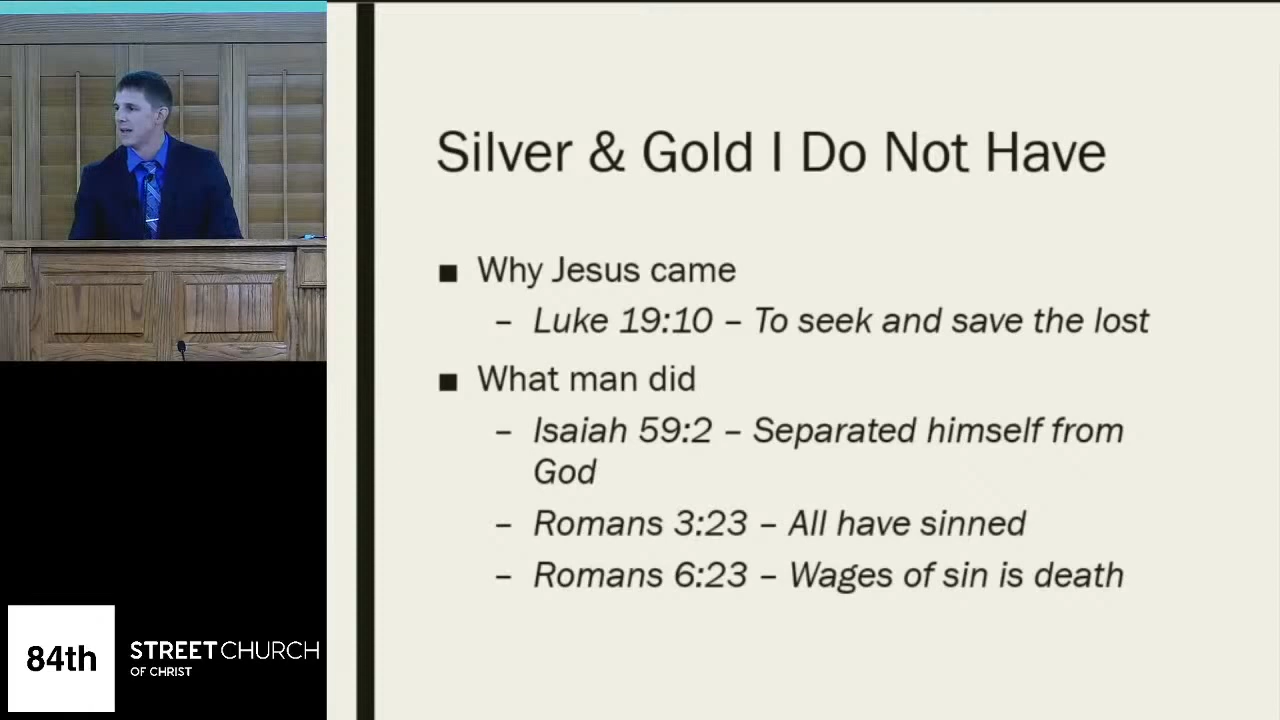 Silver & Gold I Do Not Have
■ Why Jesus came
– Luke 19:10 – To seek and save the lost
■ What man did
– Isaiah 59:2 – Separated himself from
God
– Romans 3:23 – All have sinned
– Romans 6:23 – Wages of sin is death
84th
STREET CHURCH
OF CHRIST